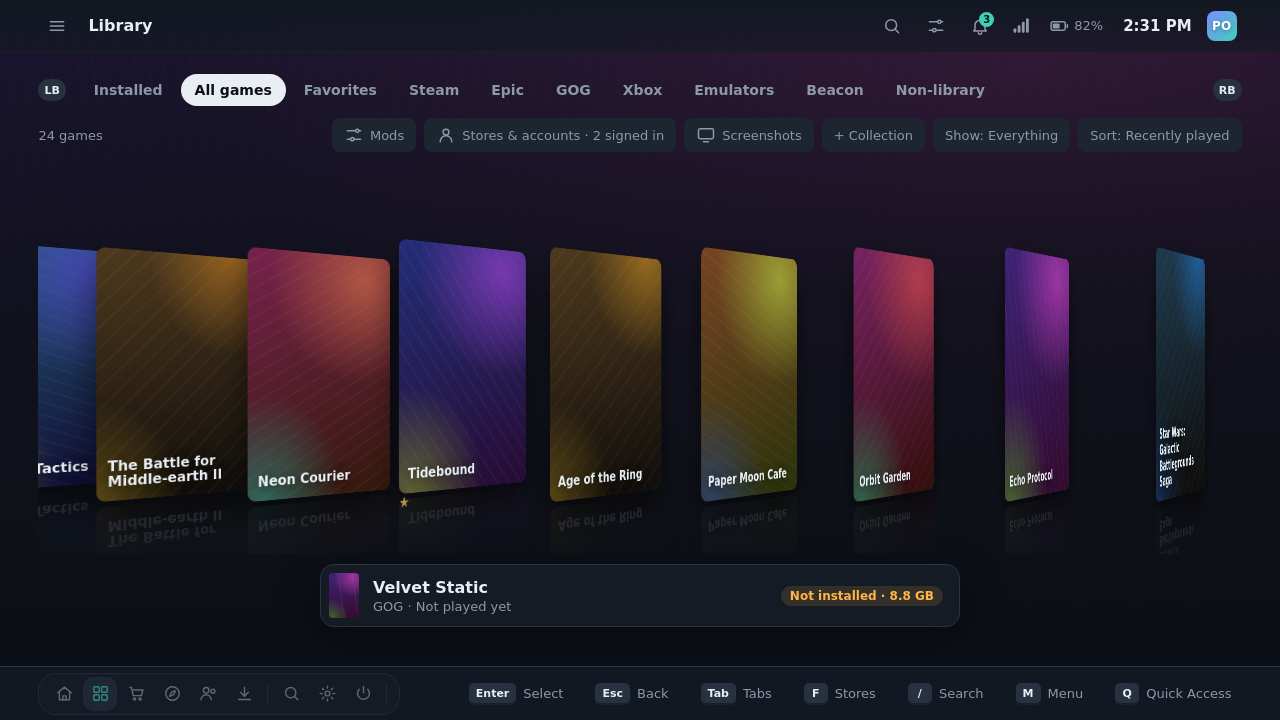 Library
3
82%
2:31 PM
PO
LB
Installed
All games
Favorites
Steam
Epic
GOG
Xbox
Emulators
Beacon
Non-library
RB
24 games
Mods
Stores & accounts · 2 signed in
Screenshots
+ Collection
Show: Everything
Sort: Recently played
Tactics
The Battle for
Middle-earth II
Neon Courier
Tidebound
Age of the Ring
Paper Moon Cafe
Orbit Garden
Echo Protocol
Star Wars:
Galactic
Battlegrounds
Saga
Velvet Static
GOG · Not played yet
Not installed · 8.8 GB
Enter Select
Esc Back
Tab Tabs
F Stores
/ Search
M Menu
Q Quick Access